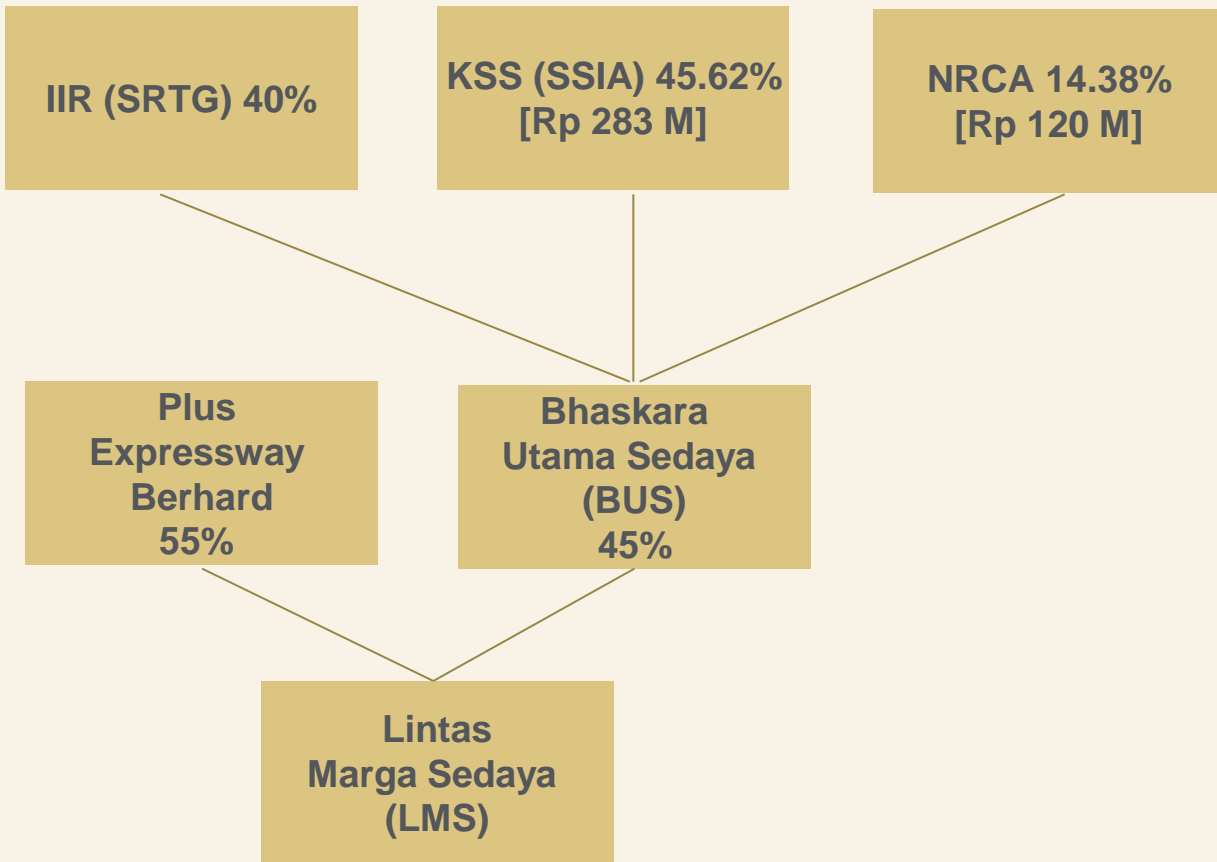 IIR (SRTG) 40%
KSS (SSIA) 45.62%
[Rp 283 M]
NRCA 14.38%
[Rp 120 M]
Plus
Expressway
Berhard
55%
Bhaskara
Utama Sedaya
(BUS)
45%
Lintas
Marga Sedaya
(LMS)